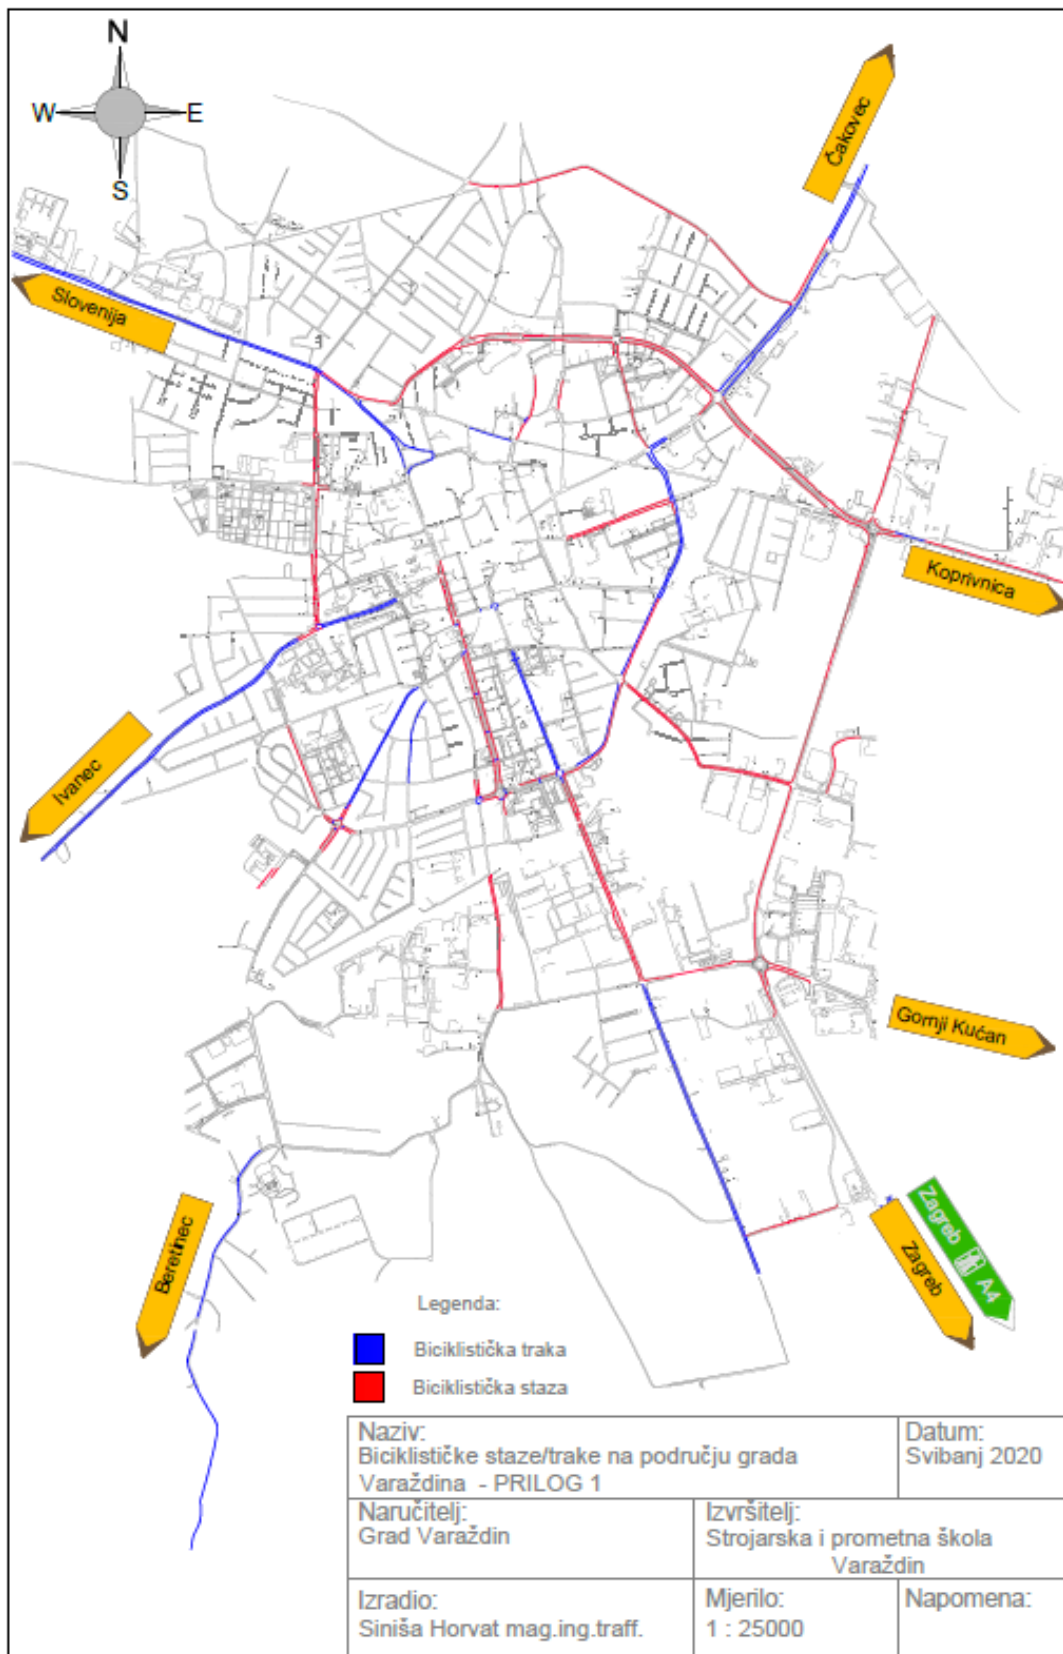 N
W
E
S
Čakovec
Slovenija
Koprivnica
Ivanec
Gornji Kućan
Beretinec
Zagreb
Zagreb A4
Legenda:
Biciklistička traka
Biciklistička staza
Naziv:
Biciklističke staze/trake na području grada
Varaždina - PRILOG 1
Datum:
Svibanj 2020
Naručitelj:
Grad Varaždin
Izvršitelj:
Strojarska i prometna škola
Varaždin
Izradio:
Siniša Horvat mag.ing.traff.
Mjerilo:
1 : 25000
Napomena: